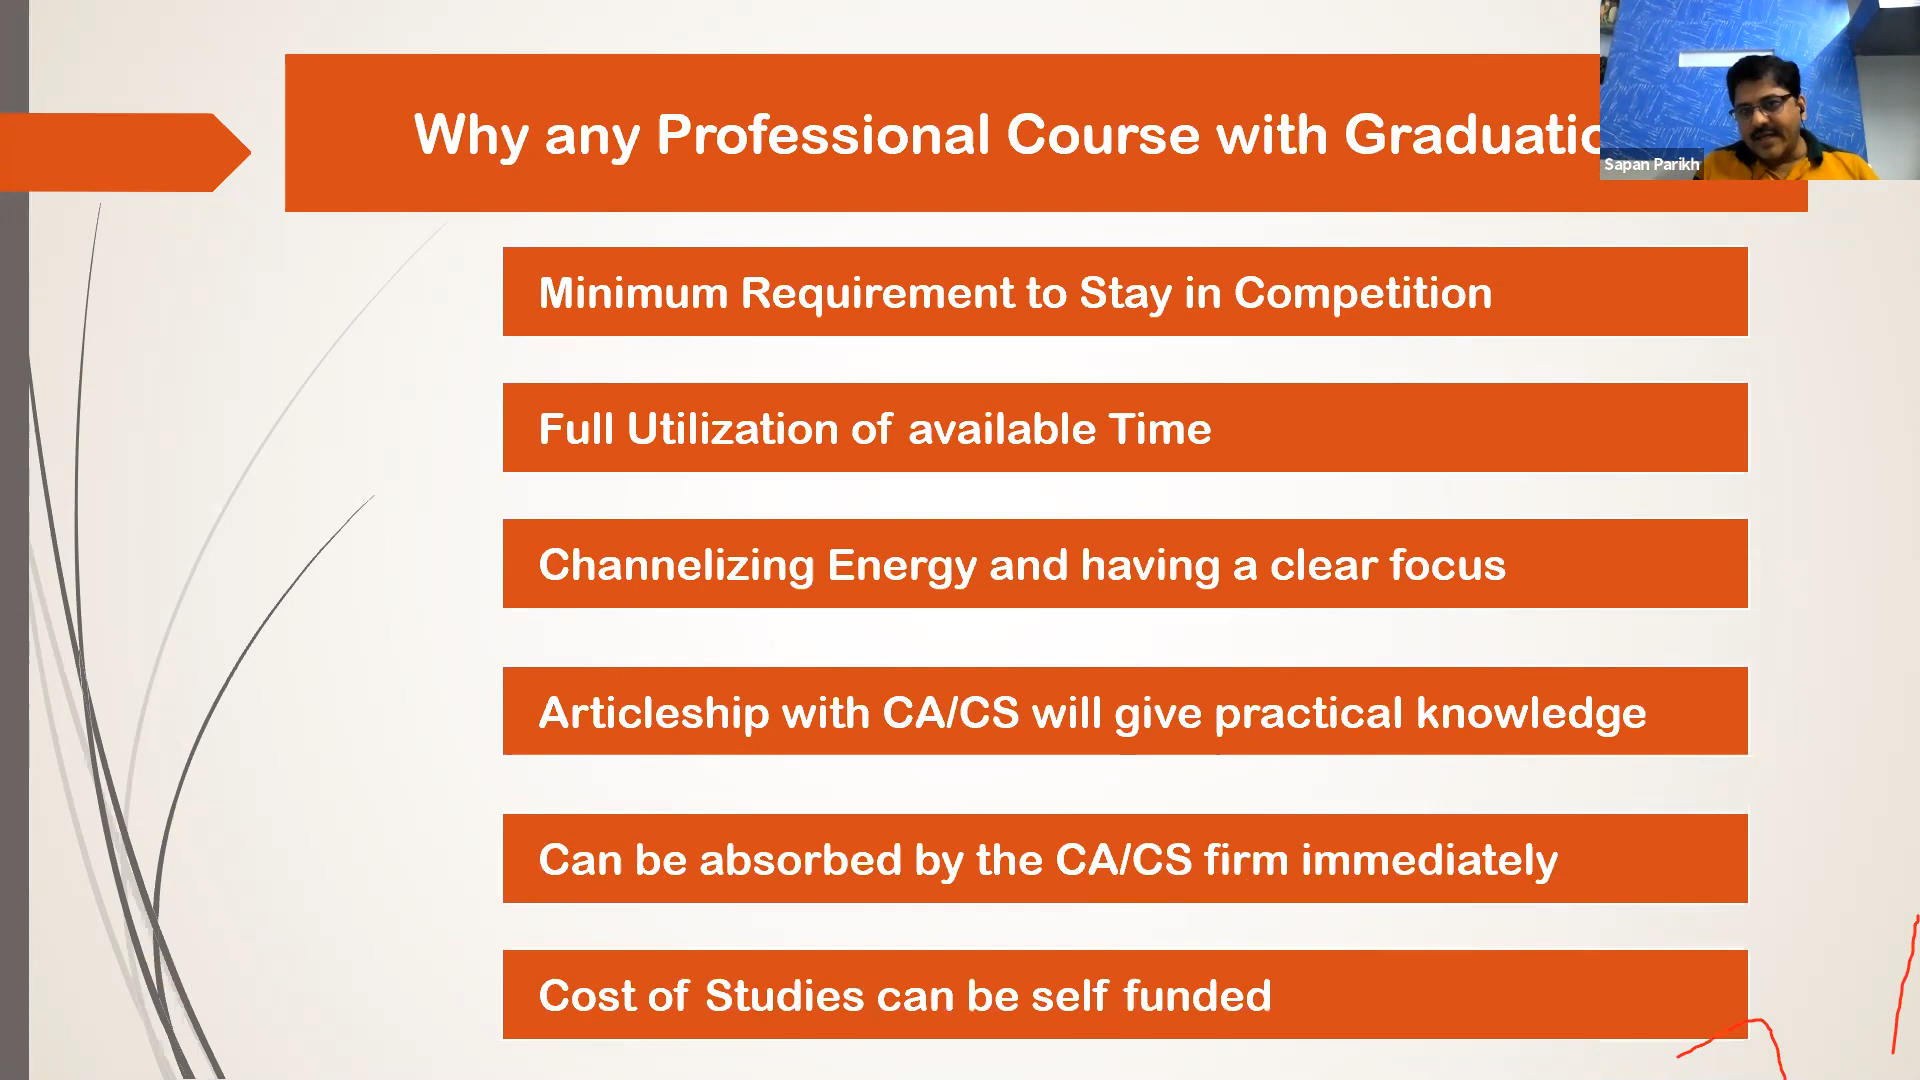 Why any Professional Course with Graduatio
Sapan Parikh
Minimum Requirement to Stay in Competition
Full Utilization of available Time
Channelizing Energy and having a clear focus
Articleship with CA/CS will give practical knowledge
Can be absorbed by the CA/CS firm immediately
Cost of Studies can be self funded